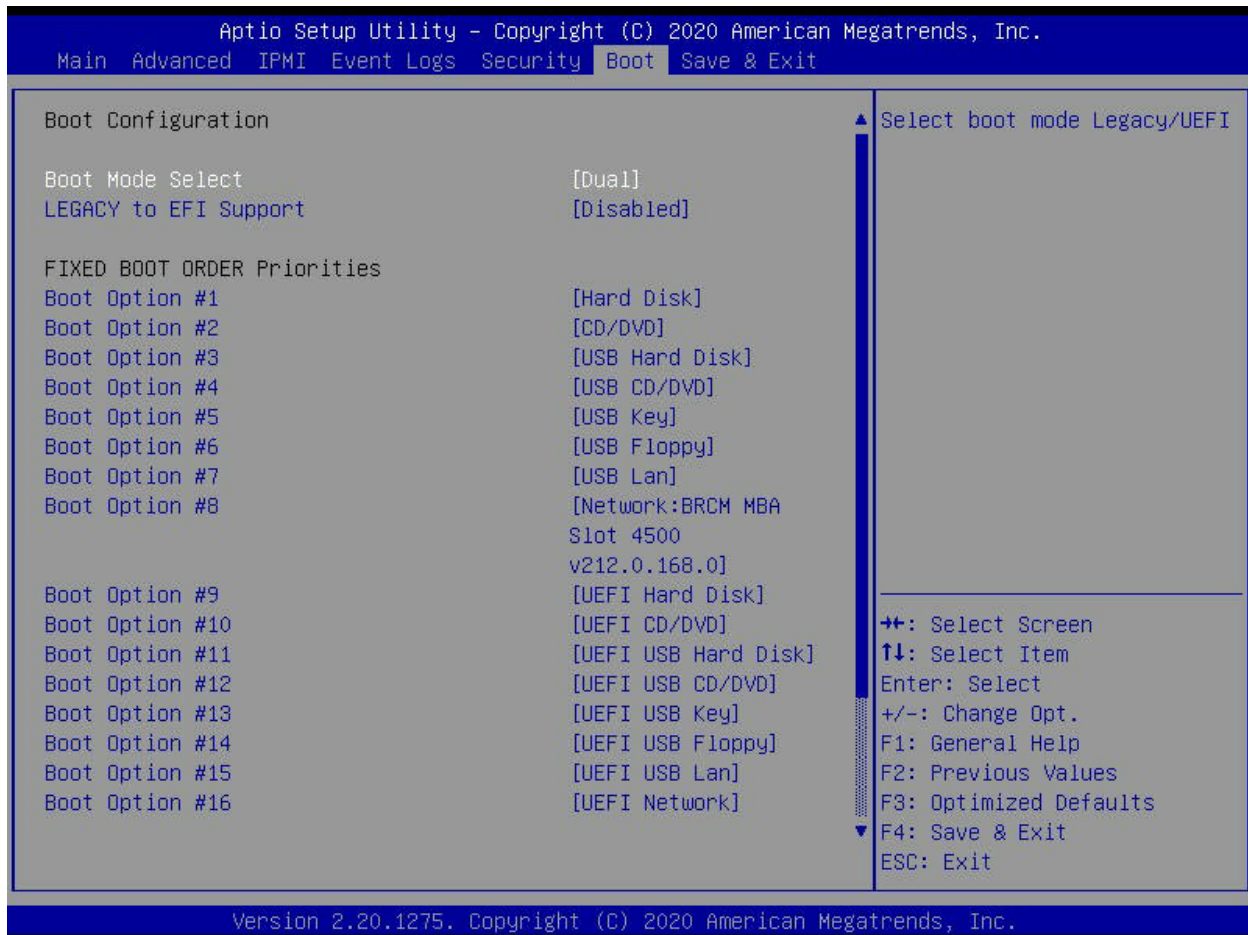 Aptio Setup Utility – Copyright (C) 2020 American Megatrends, Inc.
Main Advanced IPMI Event Logs Security Boot Save & Exit
Boot Configuration
Boot Mode Select [Dual]
LEGACY to EFI Support [Disabled]
FIXED BOOT ORDER Priorities
Boot Option #1 [Hard Disk]
Boot Option #2 [CD/DVD]
Boot Option #3 [USB Hard Disk]
Boot Option #4 [USB CD/DVD]
Boot Option #5 [USB Key]
Boot Option #6 [USB Floppy]
Boot Option #7 [USB Lan]
Boot Option #8 [Network:BRCM MBA
Slot 4500
v212.0.168.0]
Boot Option #9 [UEFI Hard Disk]
Boot Option #10 [UEFI CD/DVD]
Boot Option #11 [UEFI USB Hard Disk]
Boot Option #12 [UEFI USB CD/DVD]
Boot Option #13 [UEFI USB Key]
Boot Option #14 [UEFI USB Floppy]
Boot Option #15 [UEFI USB Lan]
Boot Option #16 [UEFI Network]
Select boot mode Legacy/UEFI
→←: Select Screen
↑↓: Select Item
Enter: Select
+/-: Change Opt.
F1: General Help
F2: Previous Values
F3: Optimized Defaults
F4: Save & Exit
ESC: Exit
Version 2.20.1275. Copyright (C) 2020 American Megatrends, Inc.